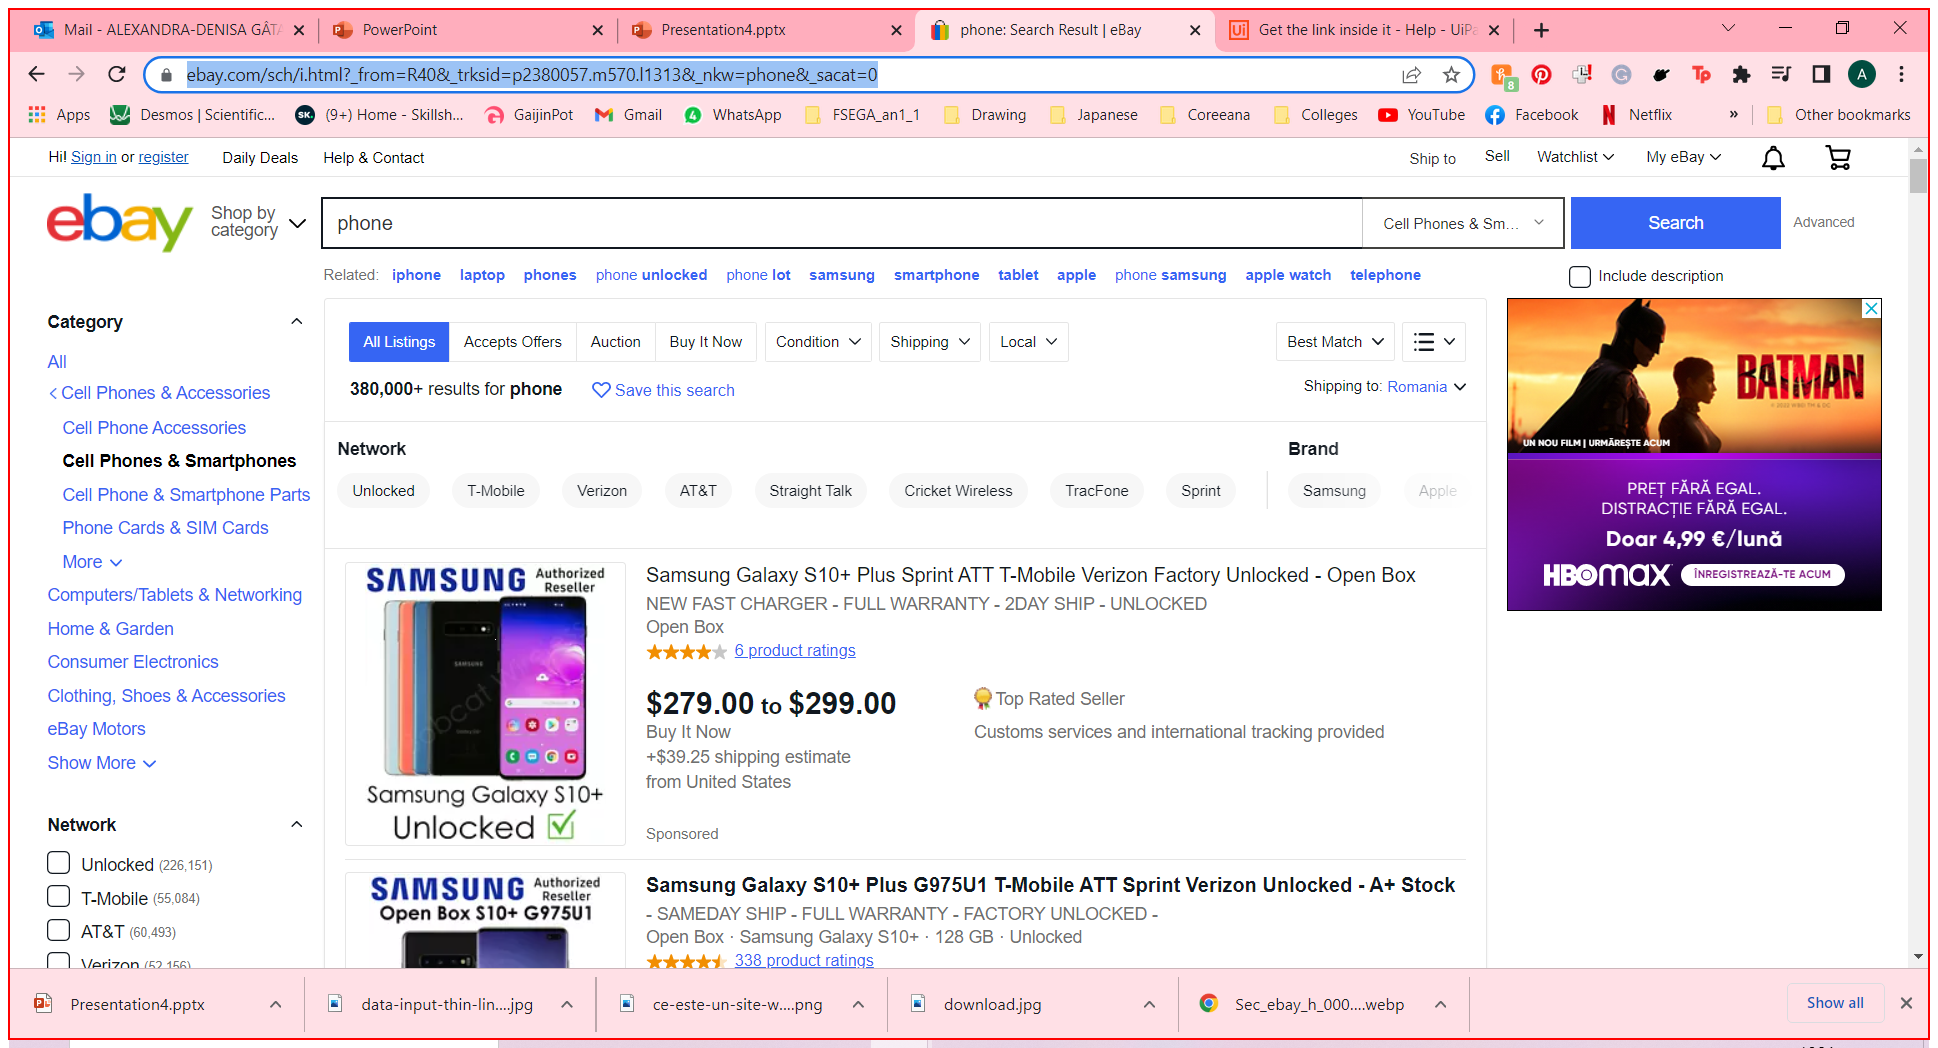 Mail - ALEXANDRA-DENISA GÂTA
PowerPoint
Presentation4.pptx
phone: Search Result | eBay
Get the link inside it - Help - UiPa
ebay.com/sch/i.html?_from=R40&_trksid=p2380057.m570.l1313&_nkw=phone&_sacat=0
8
A
Apps
Desmos | Scientific...
(9+) Home - Skillsh...
GaijinPot
Gmail
WhatsApp
FSEGA_an1_1
Drawing
Japanese
Coreeana
Colleges
YouTube
Facebook
Netflix
»
Other bookmarks
Hi! Sign in or register
Daily Deals
Help & Contact
Ship to
Sell
Watchlist
My eBay
ebay
Shop by
category
phone
Cell Phones & Sm...
Search
Advanced
Related: iphone laptop phones phone unlocked phone lot samsung smartphone tablet apple phone samsung apple watch telephone
Include description
Category
All
Cell Phones & Accessories
Cell Phone Accessories
Cell Phones & Smartphones
Cell Phone & Smartphone Parts
Phone Cards & SIM Cards
More
Computers/Tablets & Networking
Home & Garden
Consumer Electronics
Clothing, Shoes & Accessories
eBay Motors
Show More
Network
Unlocked (226,151)
T-Mobile (55,084)
AT&T (60,493)
Verizon (52,156)
All Listings
Accepts Offers
Auction
Buy It Now
Condition
Shipping
Local
Best Match
380,000+ results for phone
Save this search
Shipping to: Romania
Network
Unlocked
T-Mobile
Verizon
AT&T
Straight Talk
Cricket Wireless
TracFone
Sprint
Brand
Samsung
Apple
SAMSUNG Authorized
Reseller
Samsung Galaxy S10+
Unlocked
Samsung Galaxy S10+ Plus Sprint ATT T-Mobile Verizon Factory Unlocked - Open Box
NEW FAST CHARGER - FULL WARRANTY - 2DAY SHIP - UNLOCKED
Open Box
6 product ratings
$279.00 to $299.00
Buy It Now
+$39.25 shipping estimate
from United States
Top Rated Seller
Customs services and international tracking provided
Sponsored
SAMSUNG Authorized
Reseller
Open Box S10+ G975U1
Samsung Galaxy S10+ Plus G975U1 T-Mobile ATT Sprint Verizon Unlocked - A+ Stock
- SAMEDAY SHIP - FULL WARRANTY - FACTORY UNLOCKED -
Open Box · Samsung Galaxy S10+ · 128 GB · Unlocked
338 product ratings
BATMAN
UN NOU FILM | URMĂREȘTE ACUM
PREȚ FĂRĂ EGAL.
DISTRACȚIE FĂRĂ EGAL.
Doar 4,99 €/lună
HBOMAX
ÎNREGISTREAZĂ-TE ACUM
Presentation4.pptx
data-input-thin-lin....jpg
ce-este-un-site-w....png
download.jpg
Sec_ebay_h_000....webp
Show all